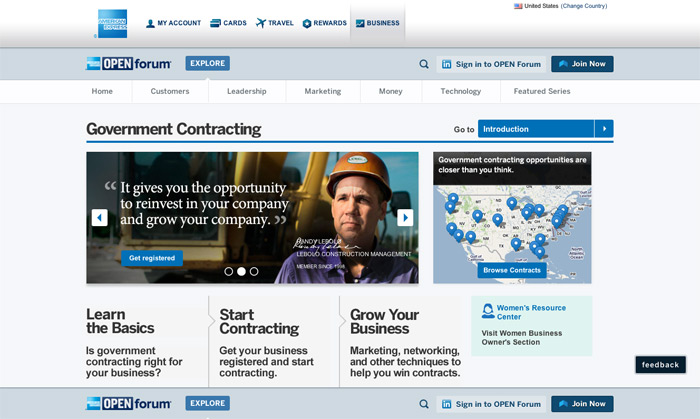 United States (Change Country)
AMERICAN EXPRESS
MY ACCOUNT CARDS TRAVEL REWARDS BUSINESS
OPEN forum EXPLORE Sign in to OPEN Forum Join Now
Home Customers Leadership Marketing Money Technology Featured Series
Government Contracting Go to Introduction
“It gives you the opportunity
to reinvest in your company
and grow your company.”
Get registered
RANDY LEBOLO
LEBOLO CONSTRUCTION MANAGEMENT
MEMBER SINCE 1998
Government contracting opportunities are
closer than you think.
Browse Contracts
Learn
the Basics
Is government
contracting right for
your business?
Start
Contracting
Get your business
registered and start
contracting.
Grow Your
Business
Marketing, networking,
and other techniques to
help you win contracts.
Women's Resource
Center
Visit Women Business
Owner's Section
feedback
OPEN forum EXPLORE Sign in to OPEN Forum Join Now